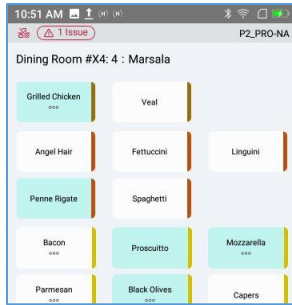 10:51 AM
1 Issue
P2_PRO-NA
Dining Room #X4: 4 : Marsala
Grilled Chicken
Veal
Angel Hair
Fettuccini
Linguini
Penne Rigate
Spaghetti
Bacon
Proscuitto
Mozzarella
Parmesan
Black Olives
Capers